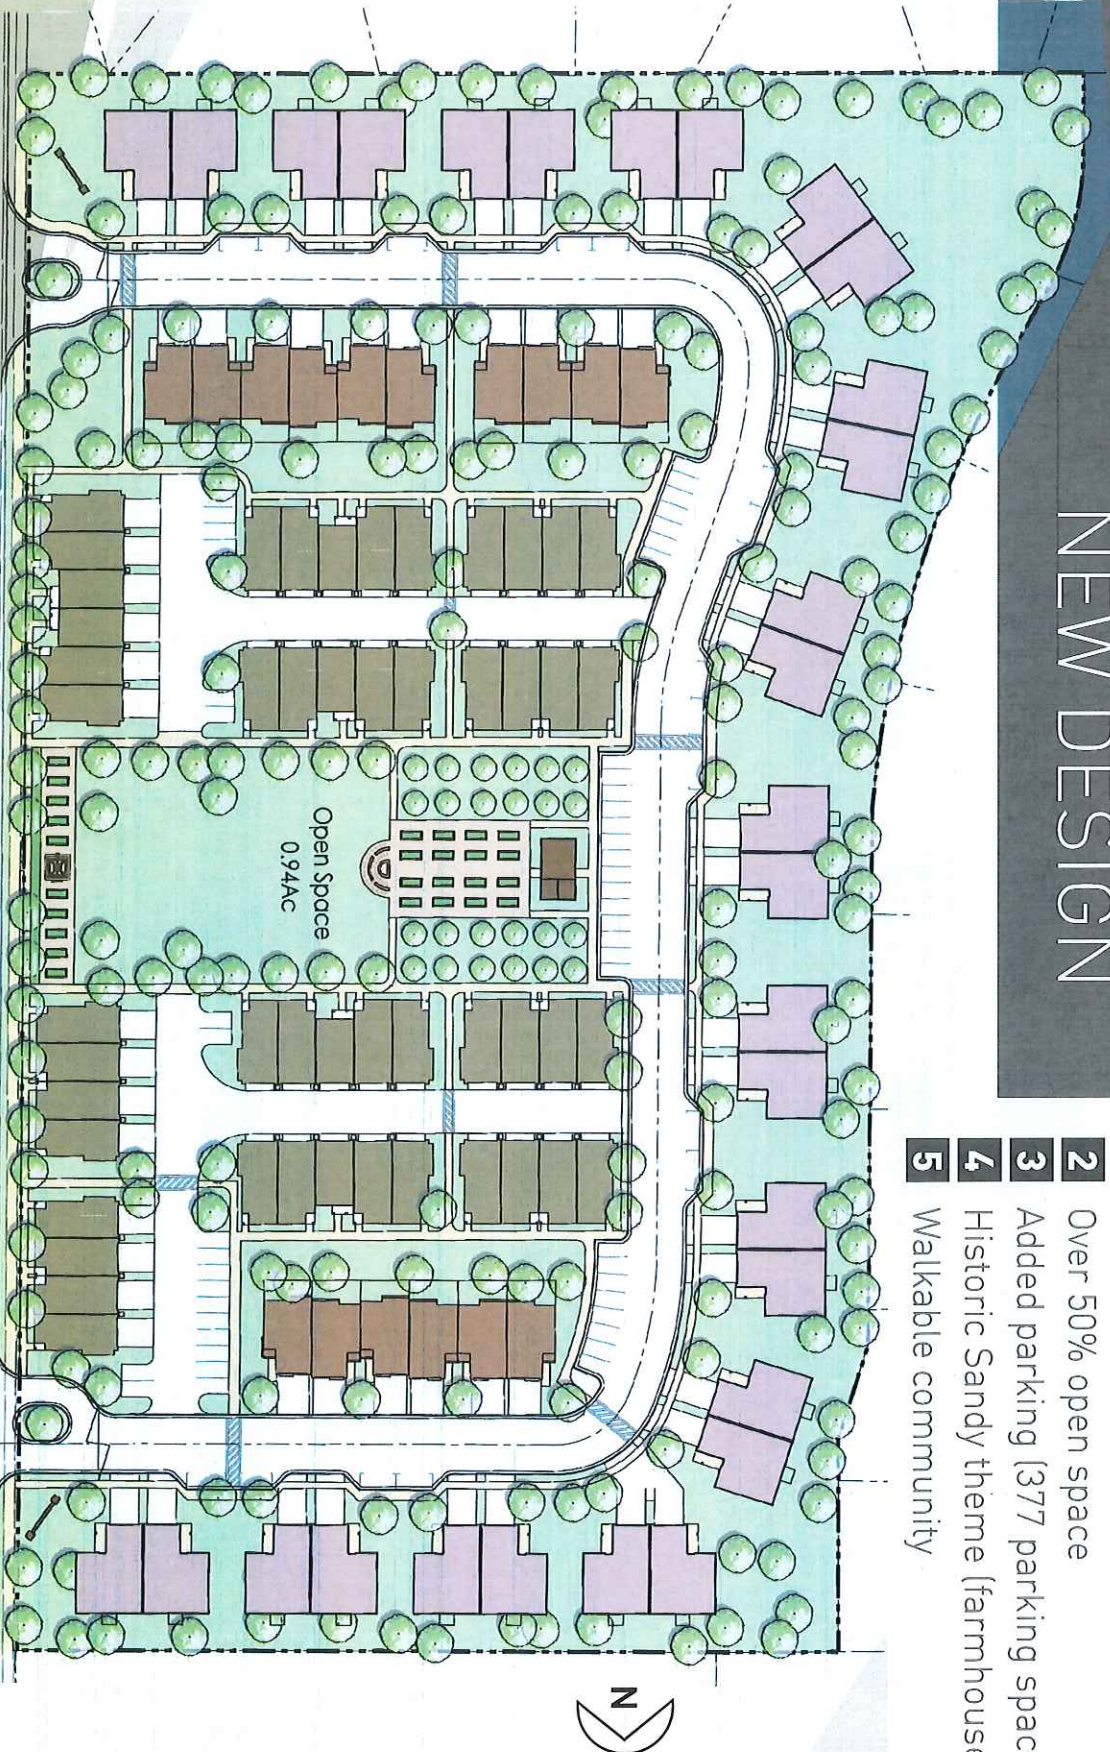 NEW DESIGN
2 Over 50% open space
3 Added parking (377 parking spac
4 Historic Sandy theme (farmhouse
5 Walkable community
Open Space
0.94Ac
N